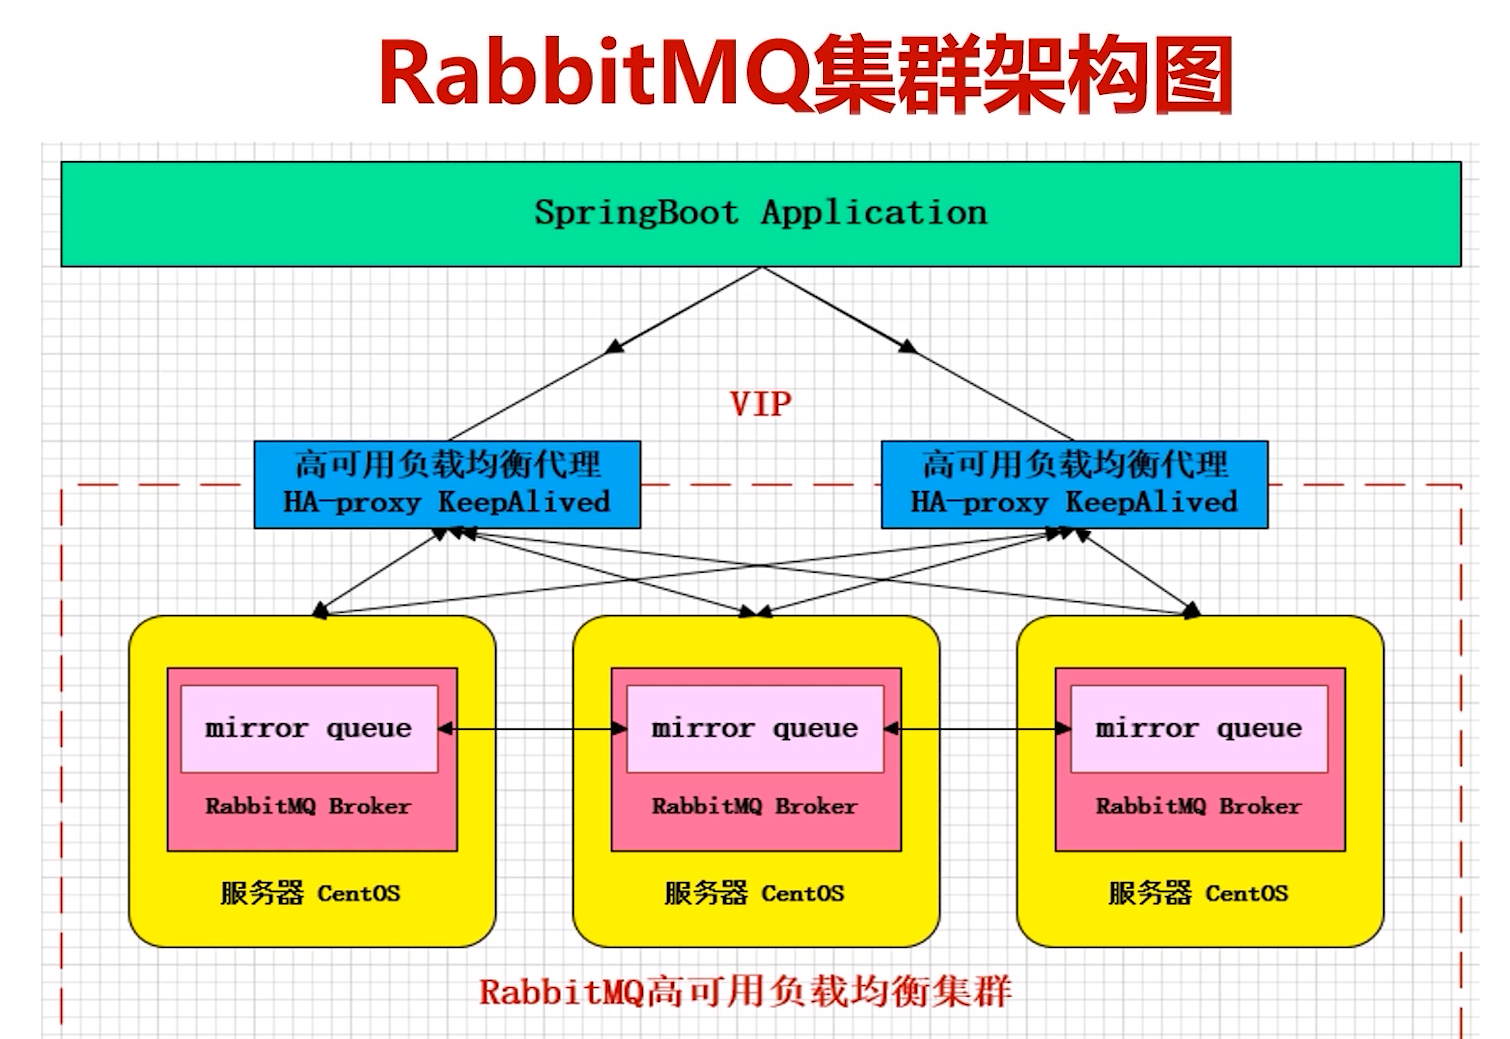 RabbitMQ集群架构图
SpringBoot Application
VIP
高可用负载均衡代理
HA-proxy KeepAlived
高可用负载均衡代理
HA-proxy KeepAlived
mirror queue
RabbitMQ Broker
服务器 CentOS
mirror queue
RabbitMQ Broker
服务器 CentOS
mirror queue
RabbitMQ Broker
服务器 CentOS
RabbitMQ高可用负载均衡集群